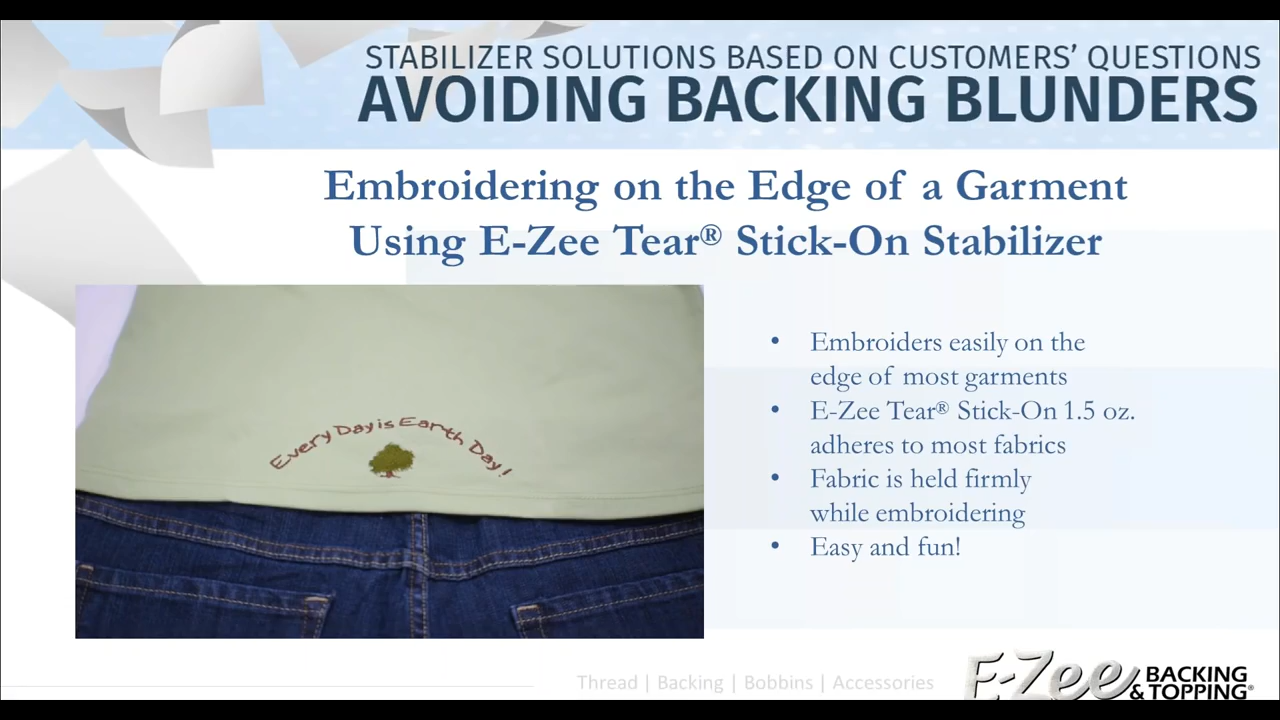 STABILIZER SOLUTIONS BASED ON CUSTOMERS’ QUESTIONS
AVOIDING BACKING BLUNDERS
Embroidering on the Edge of a Garment
Using E-Zee Tear® Stick-On Stabilizer
Every Day is Earth Day!
• Embroiders easily on the
edge of most garments
• E-Zee Tear® Stick-On 1.5 oz.
adheres to most fabrics
• Fabric is held firmly
while embroidering
• Easy and fun!
Thread | Backing | Bobbins | Accessories
E-Zee BACKING
& TOPPING®